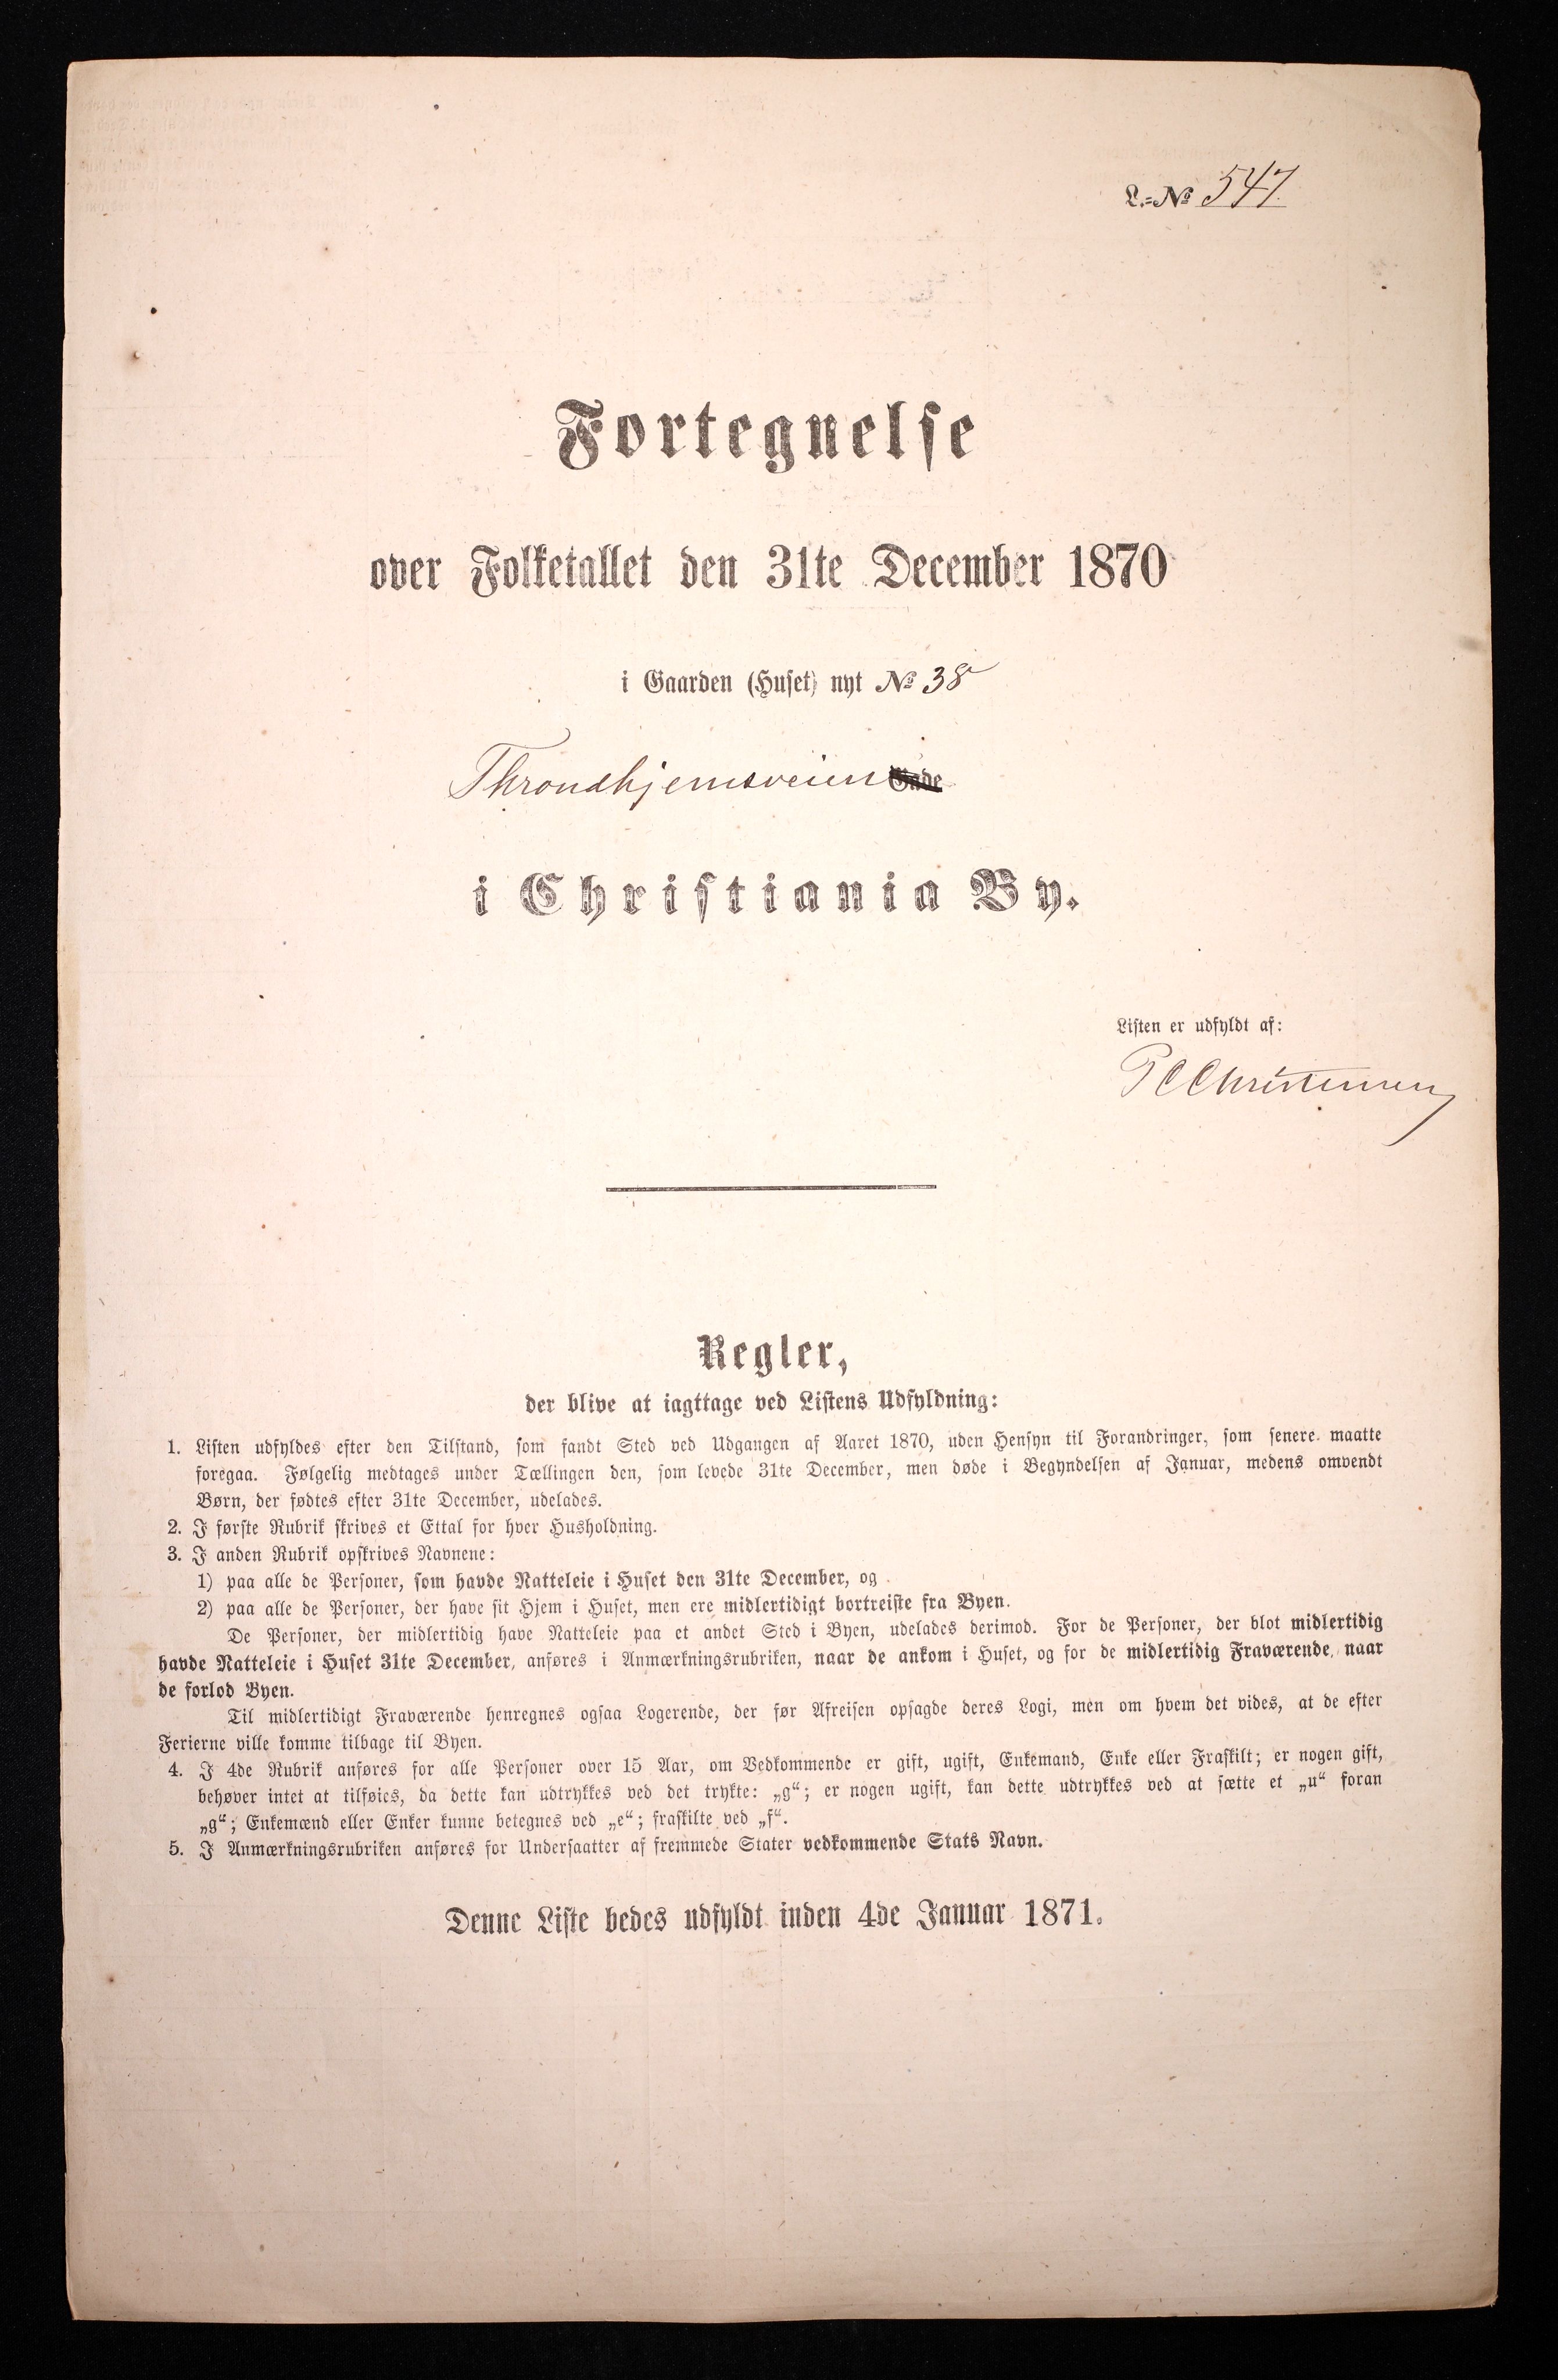 L.=№ 547.
Fortegnelse
over Folketallet den 31te December 1870
i Gaarden (Huset) nyt № 38
Throndhjemsveien Gade
i Christiania By.
Listen er udfyldt af:
P C Christensen
Regler,
der blive at iagttage ved Listens Udfyldning:
1. Listen udfyldes efter den Tilstand, som fandt Sted ved Udgangen af Aaret 1870, uden Hensyn til Forandringer, som senere maatte
foregaa. Følgelig medtages under Tællingen den, som levede 31te December, men døde i Begyndelsen af Januar, medens omvendt
Børn, der fødtes efter 31te December, udelades.
2. I første Rubrik skrives et Ettal for hver Husholdning.
3. I anden Rubrik opskrives Navnene:
1) paa alle de Personer, som havde Natteleie i Huset den 31te December, og
2) paa alle de Personer, der have sit Hjem i Huset, men ere midlertidigt bortreiste fra Byen.
De Personer, der midlertidig have Natteleie paa et andet Sted i Byen, udelades derimod. For de Personer, der blot midlertidig
havde Natteleie i Huset 31te December, anføres i Anmærkningsrubriken, naar de ankom i Huset, og for de midlertidig Fraværende, naar
de forlod Byen.
Til midlertidigt Fraværende henregnes ogsaa Logerende, der før Afreisen opsagde deres Logi, men om hvem det vides, at de efter
Ferierne ville komme tilbage til Byen.
4. I 4de Rubrik anføres for alle Personer over 15 Aar, om Vedkommende er gift, ugift, Enkemand, Enke eller Fraskilt; er nogen gift,
behøver intet at tilføies, da dette kan udtrykkes ved det trykte: „g“; er nogen ugift, kan dette udtrykkes ved at sætte et „u“ foran
„g“; Enkemænd eller Enker kunne betegnes ved „e“; fraskilte ved „f“.
5. I Anmærkningsrubriken anføres for Undersaatter af fremmede Stater vedkommende Stats Navn.
Denne Liste bedes udfyldt inden 4de Januar 1871.